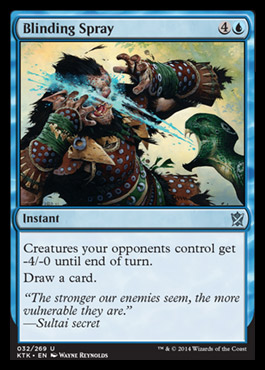 Blinding Spray 4
Instant
Creatures your opponents control get
-4/-0 until end of turn.
Draw a card.
"The stronger our enemies seem, the more
vulnerable they are."
—Sultai secret
032/269 U
KTK • EN Wayne Reynolds
™ & © 2014 Wizards of the Coast